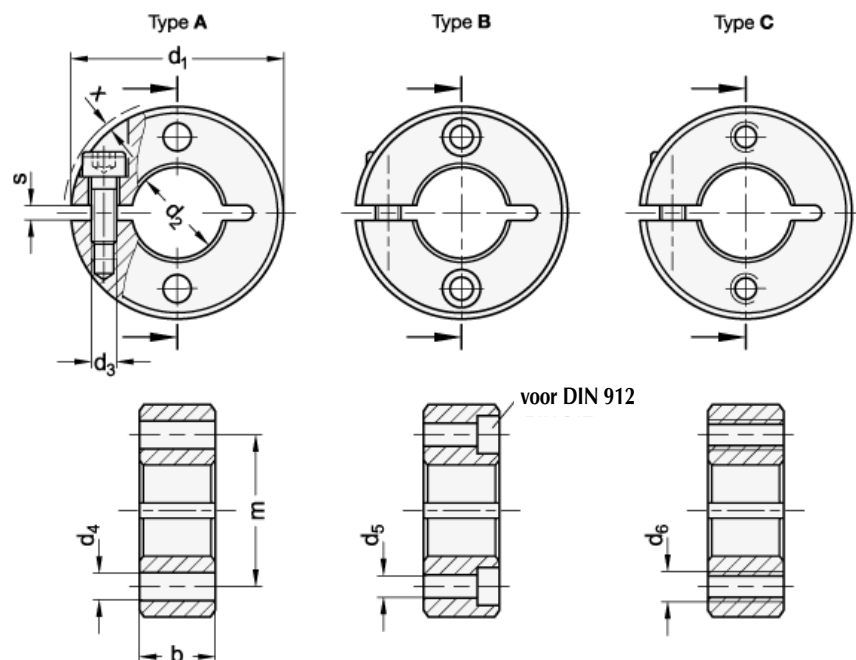 Type A
Type B
Type C
d1
x
s
d2
d3
voor DIN 912
d4
m
d5
d6
b